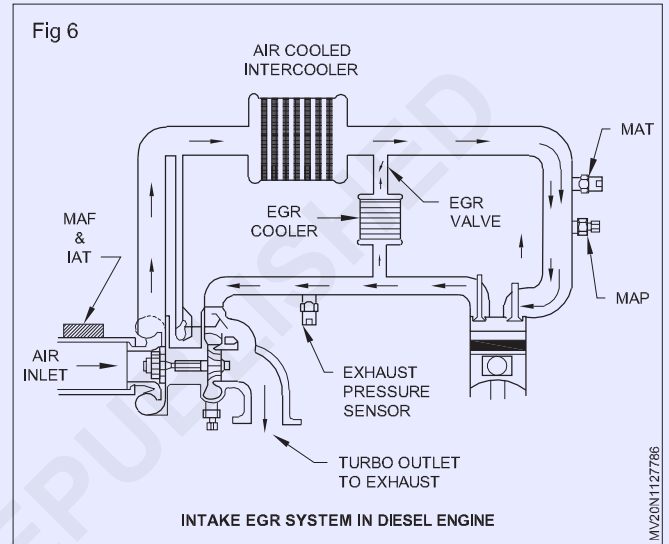 Fig 6
AIR COOLED
INTERCOOLER
MAT
EGR
VALVE
EGR
COOLER
MAF
&
IAT
MAP
AIR
INLET
EXHAUST
PRESSURE
SENSOR
TURBO OUTLET
TO EXHAUST
INTAKE EGR SYSTEM IN DIESEL ENGINE
MV20N1127786
EPUBLISHED